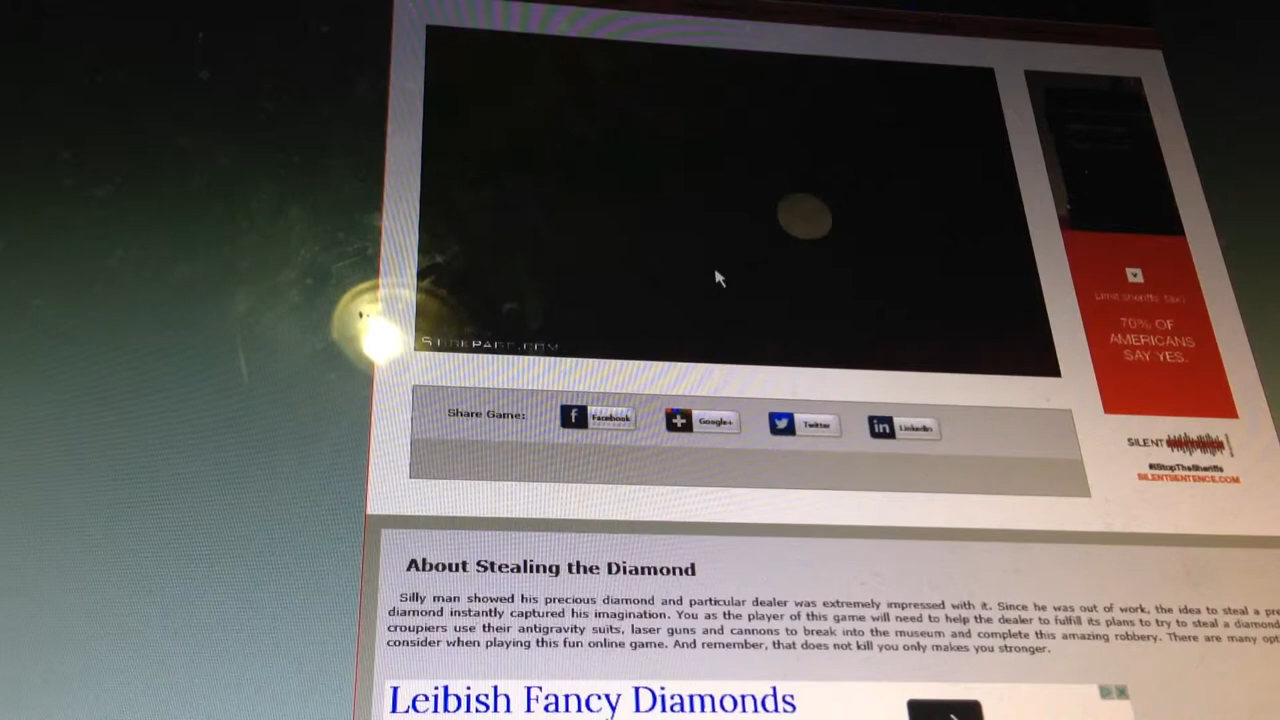 STICKPAGE.COM
Share Game:
Facebook
Google+
Twitter
LinkedIn
70% OF
AMERICANS
SAY YES.
SILENT
#IStopTheSheriffs
SILENTSENTENCE.COM
About Stealing the Diamond
Silly man showed his precious diamond and particular dealer was extremely impressed with it. Since he was out of work, the idea to steal a
diamond instantly captured his imagination. You as the player of this game will need to help the dealer to fulfill its plans to try to steal a diamond
croupiers use their antigravity suits, laser guns and cannons to break into the museum and complete this amazing robbery. There are many
consider when playing this fun online game. And remember, that does not kill you only makes you stronger.
Leibish Fancy Diamonds